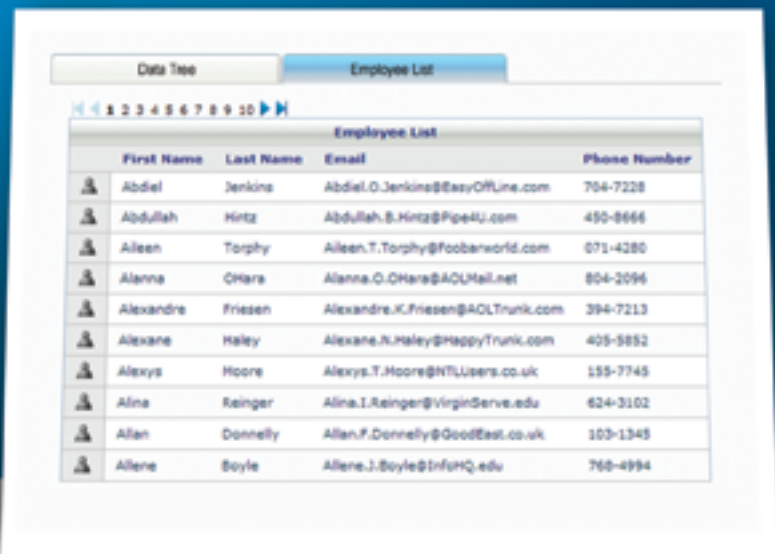 Data Tree Employee List
1 2 3 4 5 6 7 8 9 10
Employee List
First Name Last Name Email Phone Number
Abdiel Jenkins Abdiel.O.Jenkins@EasyOffLine.com 704-7228
Abdullah Hintz Abdullah.B.Hintz@Pipe4U.com 450-8666
Aileen Torphy Aileen.T.Torphy@Foobarworld.com 071-4280
Alanna OHara Alanna.O.OHara@AOLMail.net 804-2096
Alexandre Friesen Alexandre.K.Friesen@AOLTrunk.com 394-7213
Alexane Haley Alexane.N.Haley@HappyTrunk.com 405-5852
Alexys Moore Alexys.T.Moore@NTLUsers.co.uk 155-7745
Alina Reinger Alina.I.Reinger@VirginServe.edu 624-3102
Allan Donnelly Allan.F.Donnelly@GoodEast.co.uk 103-1345
Allene Boyle Allene.J.Boyle@InfoHQ.edu 768-4994